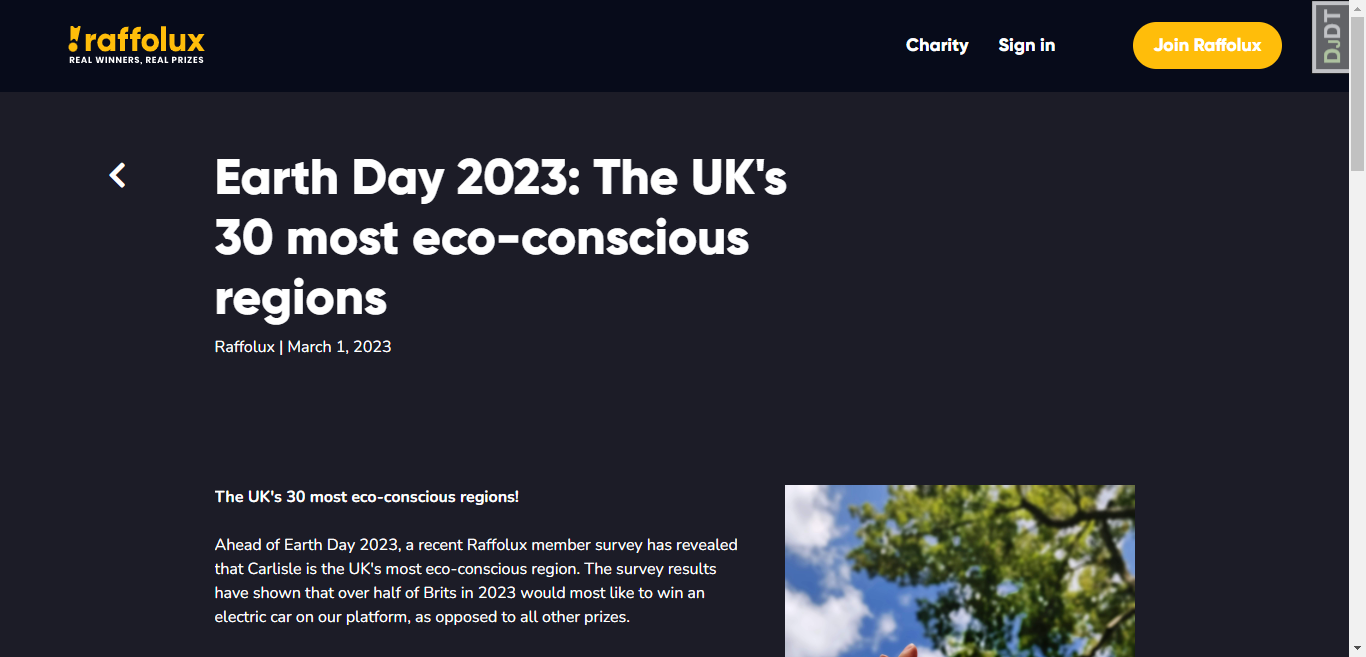 raffolux
REAL WINNERS, REAL PRIZES
Charity
Sign in
Join Raffolux
DJDT
Earth Day 2023: The UK's
30 most eco-conscious
regions
Raffolux | March 1, 2023
The UK's 30 most eco-conscious regions!
Ahead of Earth Day 2023, a recent Raffolux member survey has revealed
that Carlisle is the UK's most eco-conscious region. The survey results
have shown that over half of Brits in 2023 would most like to win an
electric car on our platform, as opposed to all other prizes.